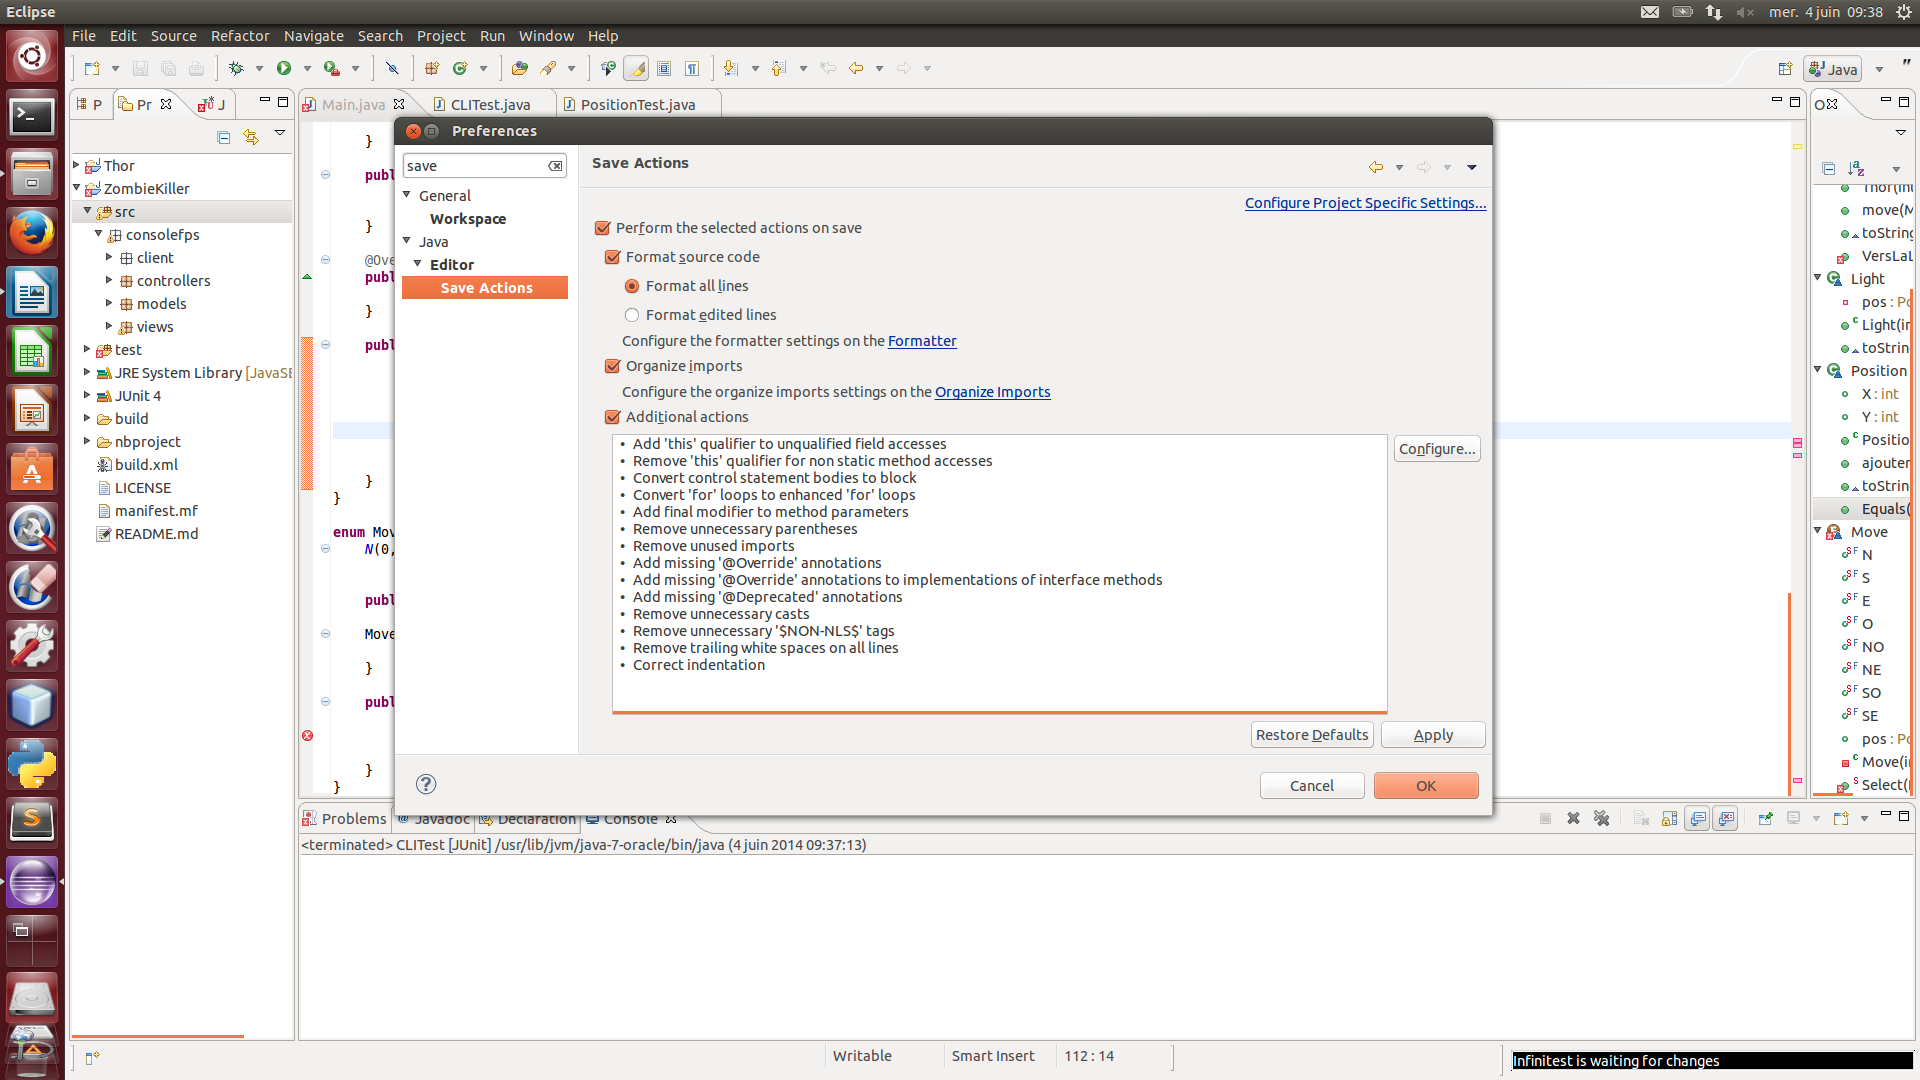 Eclipse
mer. 4 juin 09:38
File Edit Source Refactor Navigate Search Project Run Window Help
Java
P Pr J
Main.java CLITest.java PositionTest.java
Thor
ZombieKiller
src
consolefps
client
controllers
models
views
test
JRE System Library [JavaSE
JUnit 4
build
nbproject
build.xml
LICENSE
manifest.mf
README.md
}
publ
}
@Ove
publ
}
publ
}
}
enum Mov
N(0,
publ
Move
}
publ
}
}
Preferences
save
General
Workspace
Java
Editor
Save Actions
Save Actions
Configure Project Specific Settings...
Perform the selected actions on save
Format source code
Format all lines
Format edited lines
Configure the formatter settings on the Formatter
Organize imports
Configure the organize imports settings on the Organize Imports
Additional actions
• Add 'this' qualifier to unqualified field accesses
• Remove 'this' qualifier for non static method accesses
• Convert control statement bodies to block
• Convert 'for' loops to enhanced 'for' loops
• Add final modifier to method parameters
• Remove unnecessary parentheses
• Remove unused imports
• Add missing '@Override' annotations
• Add missing '@Override' annotations to implementations of interface methods
• Add missing '@Deprecated' annotations
• Remove unnecessary casts
• Remove unnecessary '$NON-NLS$' tags
• Remove trailing white spaces on all lines
• Correct indentation
Configure...
Restore Defaults Apply
Cancel OK
O
Thor(in
move(M
toString
VersLaL
Light
pos : Po
Light(in
toString
Position
X : int
Y : int
Positio
ajouter
toString
Equals(
Move
N
S
E
O
NO
NE
SO
SE
pos : Po
Move(in
Select(
Problems Javadoc Declaration Console
<terminated> CLITest [JUnit] /usr/lib/jvm/java-7-oracle/bin/java (4 juin 2014 09:37:13)
Writable Smart Insert 112 : 14
Infinitest is waiting for changes